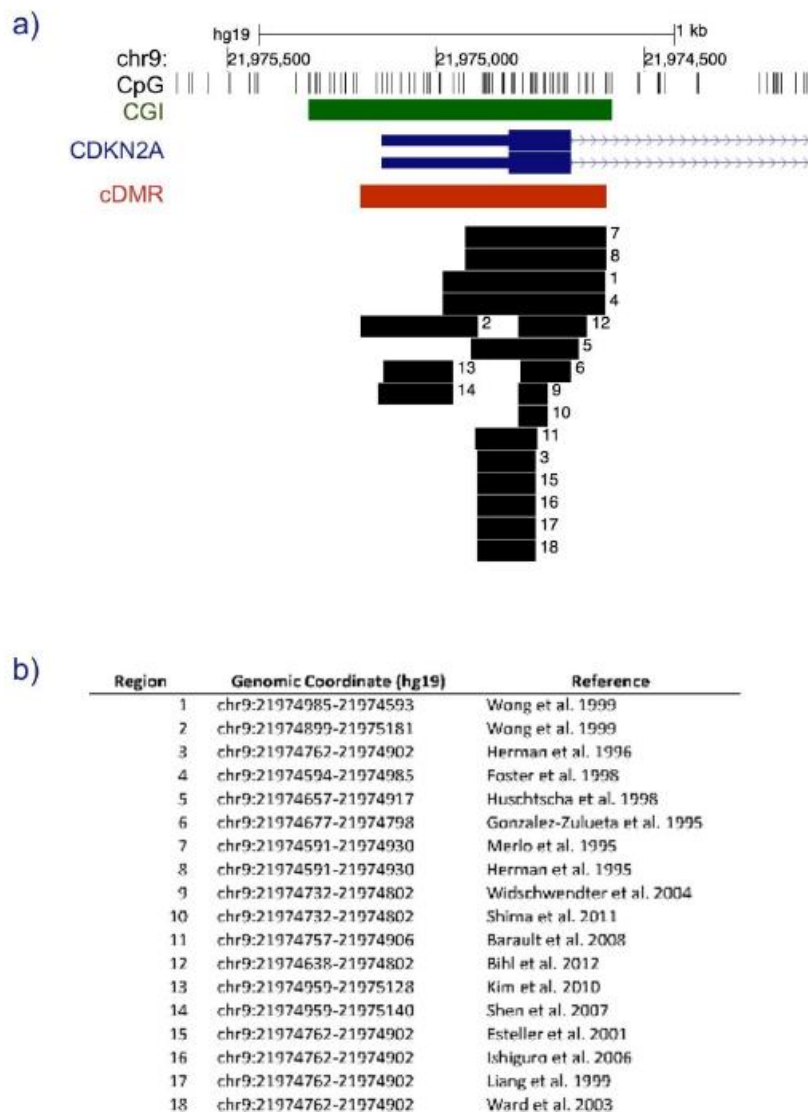 a)
hg19 1 kb
chr9: 21,975,500 21,975,000 21,974,500
CpG
CGI
CDKN2A
cDMR
7
8
1
4
2 12
5
13 6
14 9
10
11
3
15
16
17
18
b)
Region Genomic Coordinate (hg19) Reference
1 chr9:21974985-21974593 Wong et al. 1999
2 chr9:21974899-21975181 Wong et al. 1999
3 chr9:21974762-21974902 Herman et al. 1996
4 chr9:21974594-21974985 Foster et al. 1998
5 chr9:21974657-21974917 Huschtscha et al. 1998
6 chr9:21974677-21974798 Gonzalez-Zulueta et al. 1995
7 chr9:21974591-21974930 Merlo et al. 1995
8 chr9:21974591-21974930 Herman et al. 1995
9 chr9:21974732-21974802 Widschwendter et al. 2004
10 chr9:21974732-21974802 Shima et al. 2011
11 chr9:21974757-21974906 Barault et al. 2008
12 chr9:21974638-21974802 Bihl et al. 2012
13 chr9:21974959-21975128 Kim et al. 2010
14 chr9:21974959-21975140 Shen et al. 2007
15 chr9:21974762-21974902 Esteller et al. 2001
16 chr9:21974762-21974902 Ishiguro et al. 2006
17 chr9:21974762-21974902 Liang et al. 1999
18 chr9:21974762-21974902 Ward et al. 2003